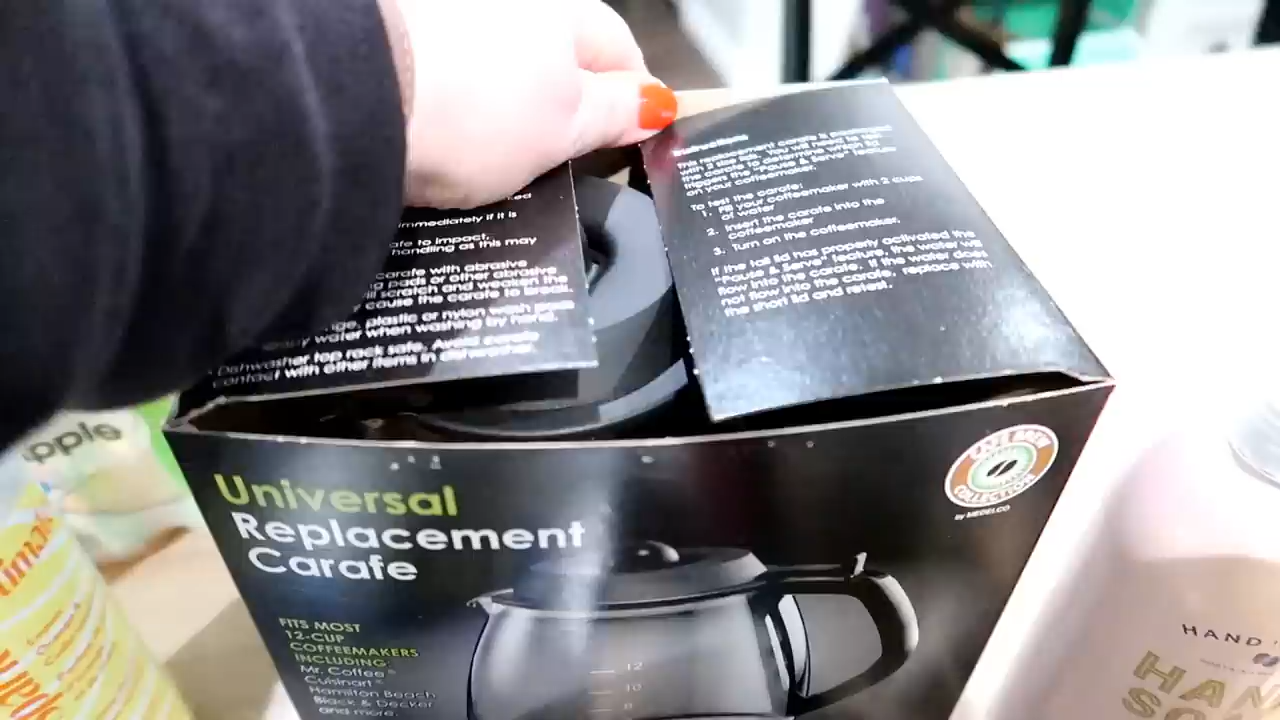 Instructions
This replacement carafe is packaged
with 2 size lids. You will need to test
the carafe to determine which lid
triggers the "Pause & Serve" feature
on your coffeemaker.
To test the carafe:
1. Fill your coffeemaker with 2 cups
of water
2. Insert the carafe into the
coffeemaker
3. Turn on the coffeemaker.
If the tall lid has properly activated the
"Pause & Serve" feature, the water will
flow into the carafe. If the water does
not flow into the carafe, replace with
the short lid and retest.
immediately if it is
to impact.
handling as this may
carafe with abrasive
pads or other abrasive
scratch and weaken the
cause the carafe to break.
plastic or nylon wash pads
water when washing by hand.
Dishwasher top rack safe. Avoid
contact with other items in dishwasher.
CAFÉ BREW
COLLECTION
by MEDELCO
Universal
Replacement
Carafe
FITS MOST
12-CUP
COFFEEMAKERS
INCLUDING:
Mr. Coffee®
Cuisinart®
Hamilton Beach
Black & Decker
and more.
12
10
8
pple
HAND
HAN